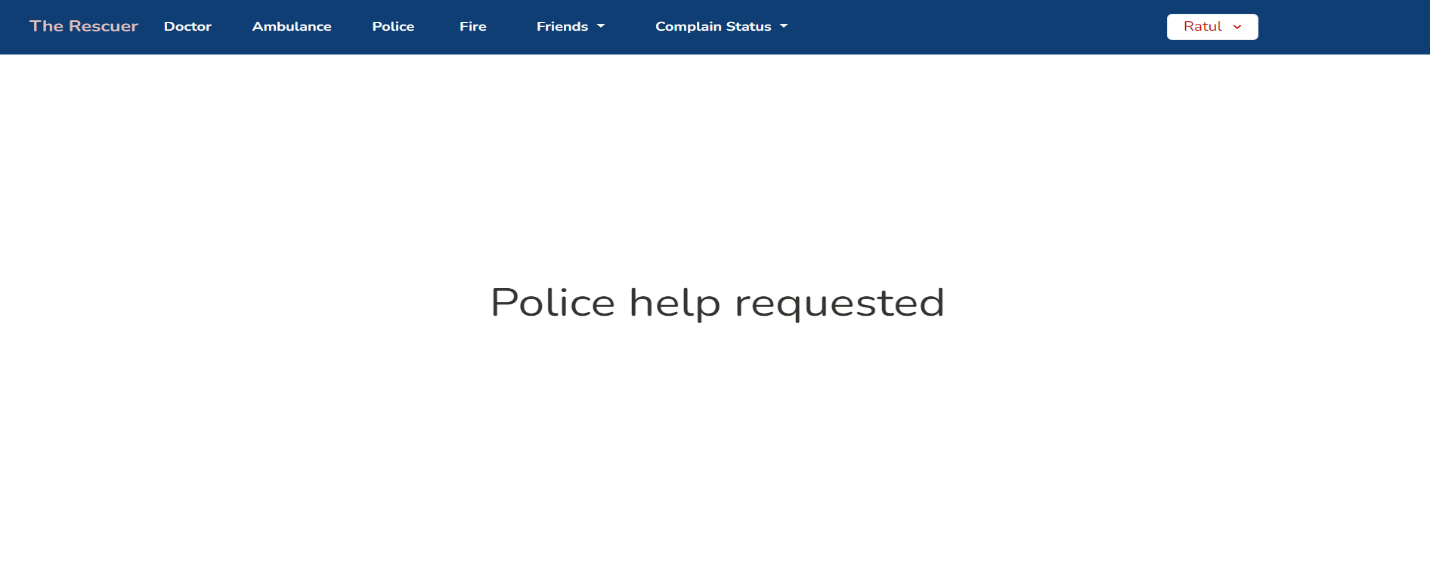 The Rescuer Doctor Ambulance Police Fire Friends Complain Status Ratul
Police help requested